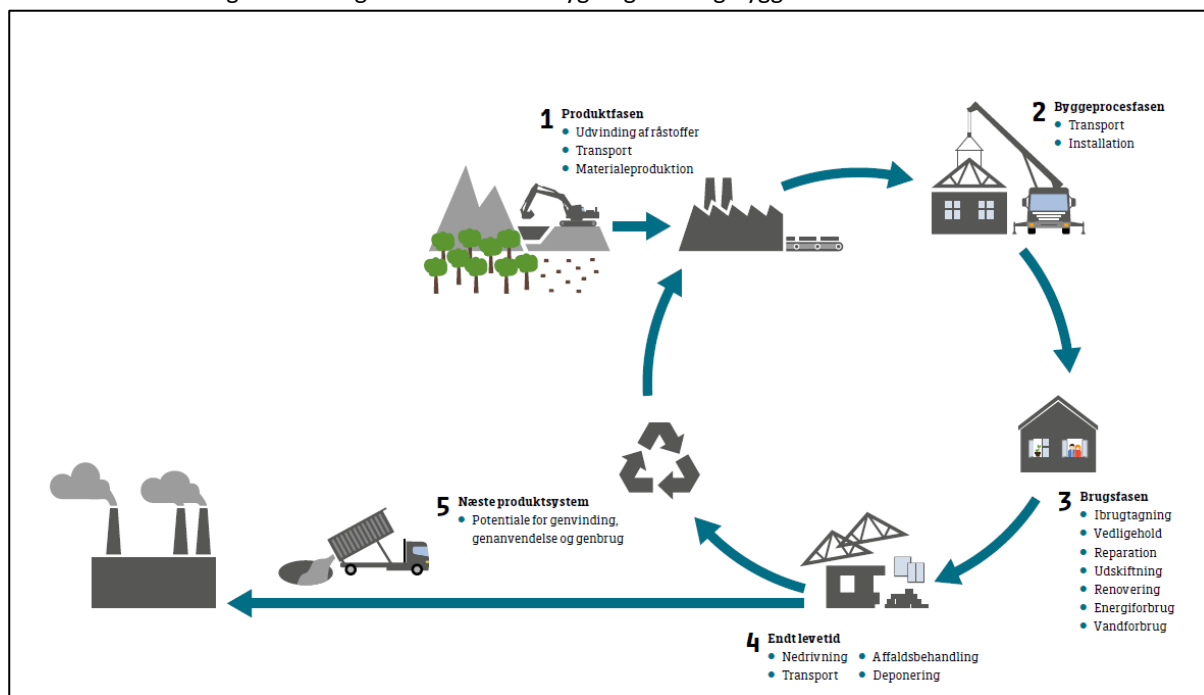 1 Produktfasen
• Udvinding af råstoffer
• Transport
• Materialeproduktion
2 Byggeprocesfasen
• Transport
• Installation
3 Brugsfasen
• Ibrugtagning
• Vedligehold
• Reparation
• Udskiftning
• Renovering
• Energiforbrug
• Vandforbrug
4 Endt levetid
• Nedrivning • Affaldsbehandling
• Transport • Deponering
5 Næste produktsystem
• Potentiale for genvinding,
genanvendelse og genbrug